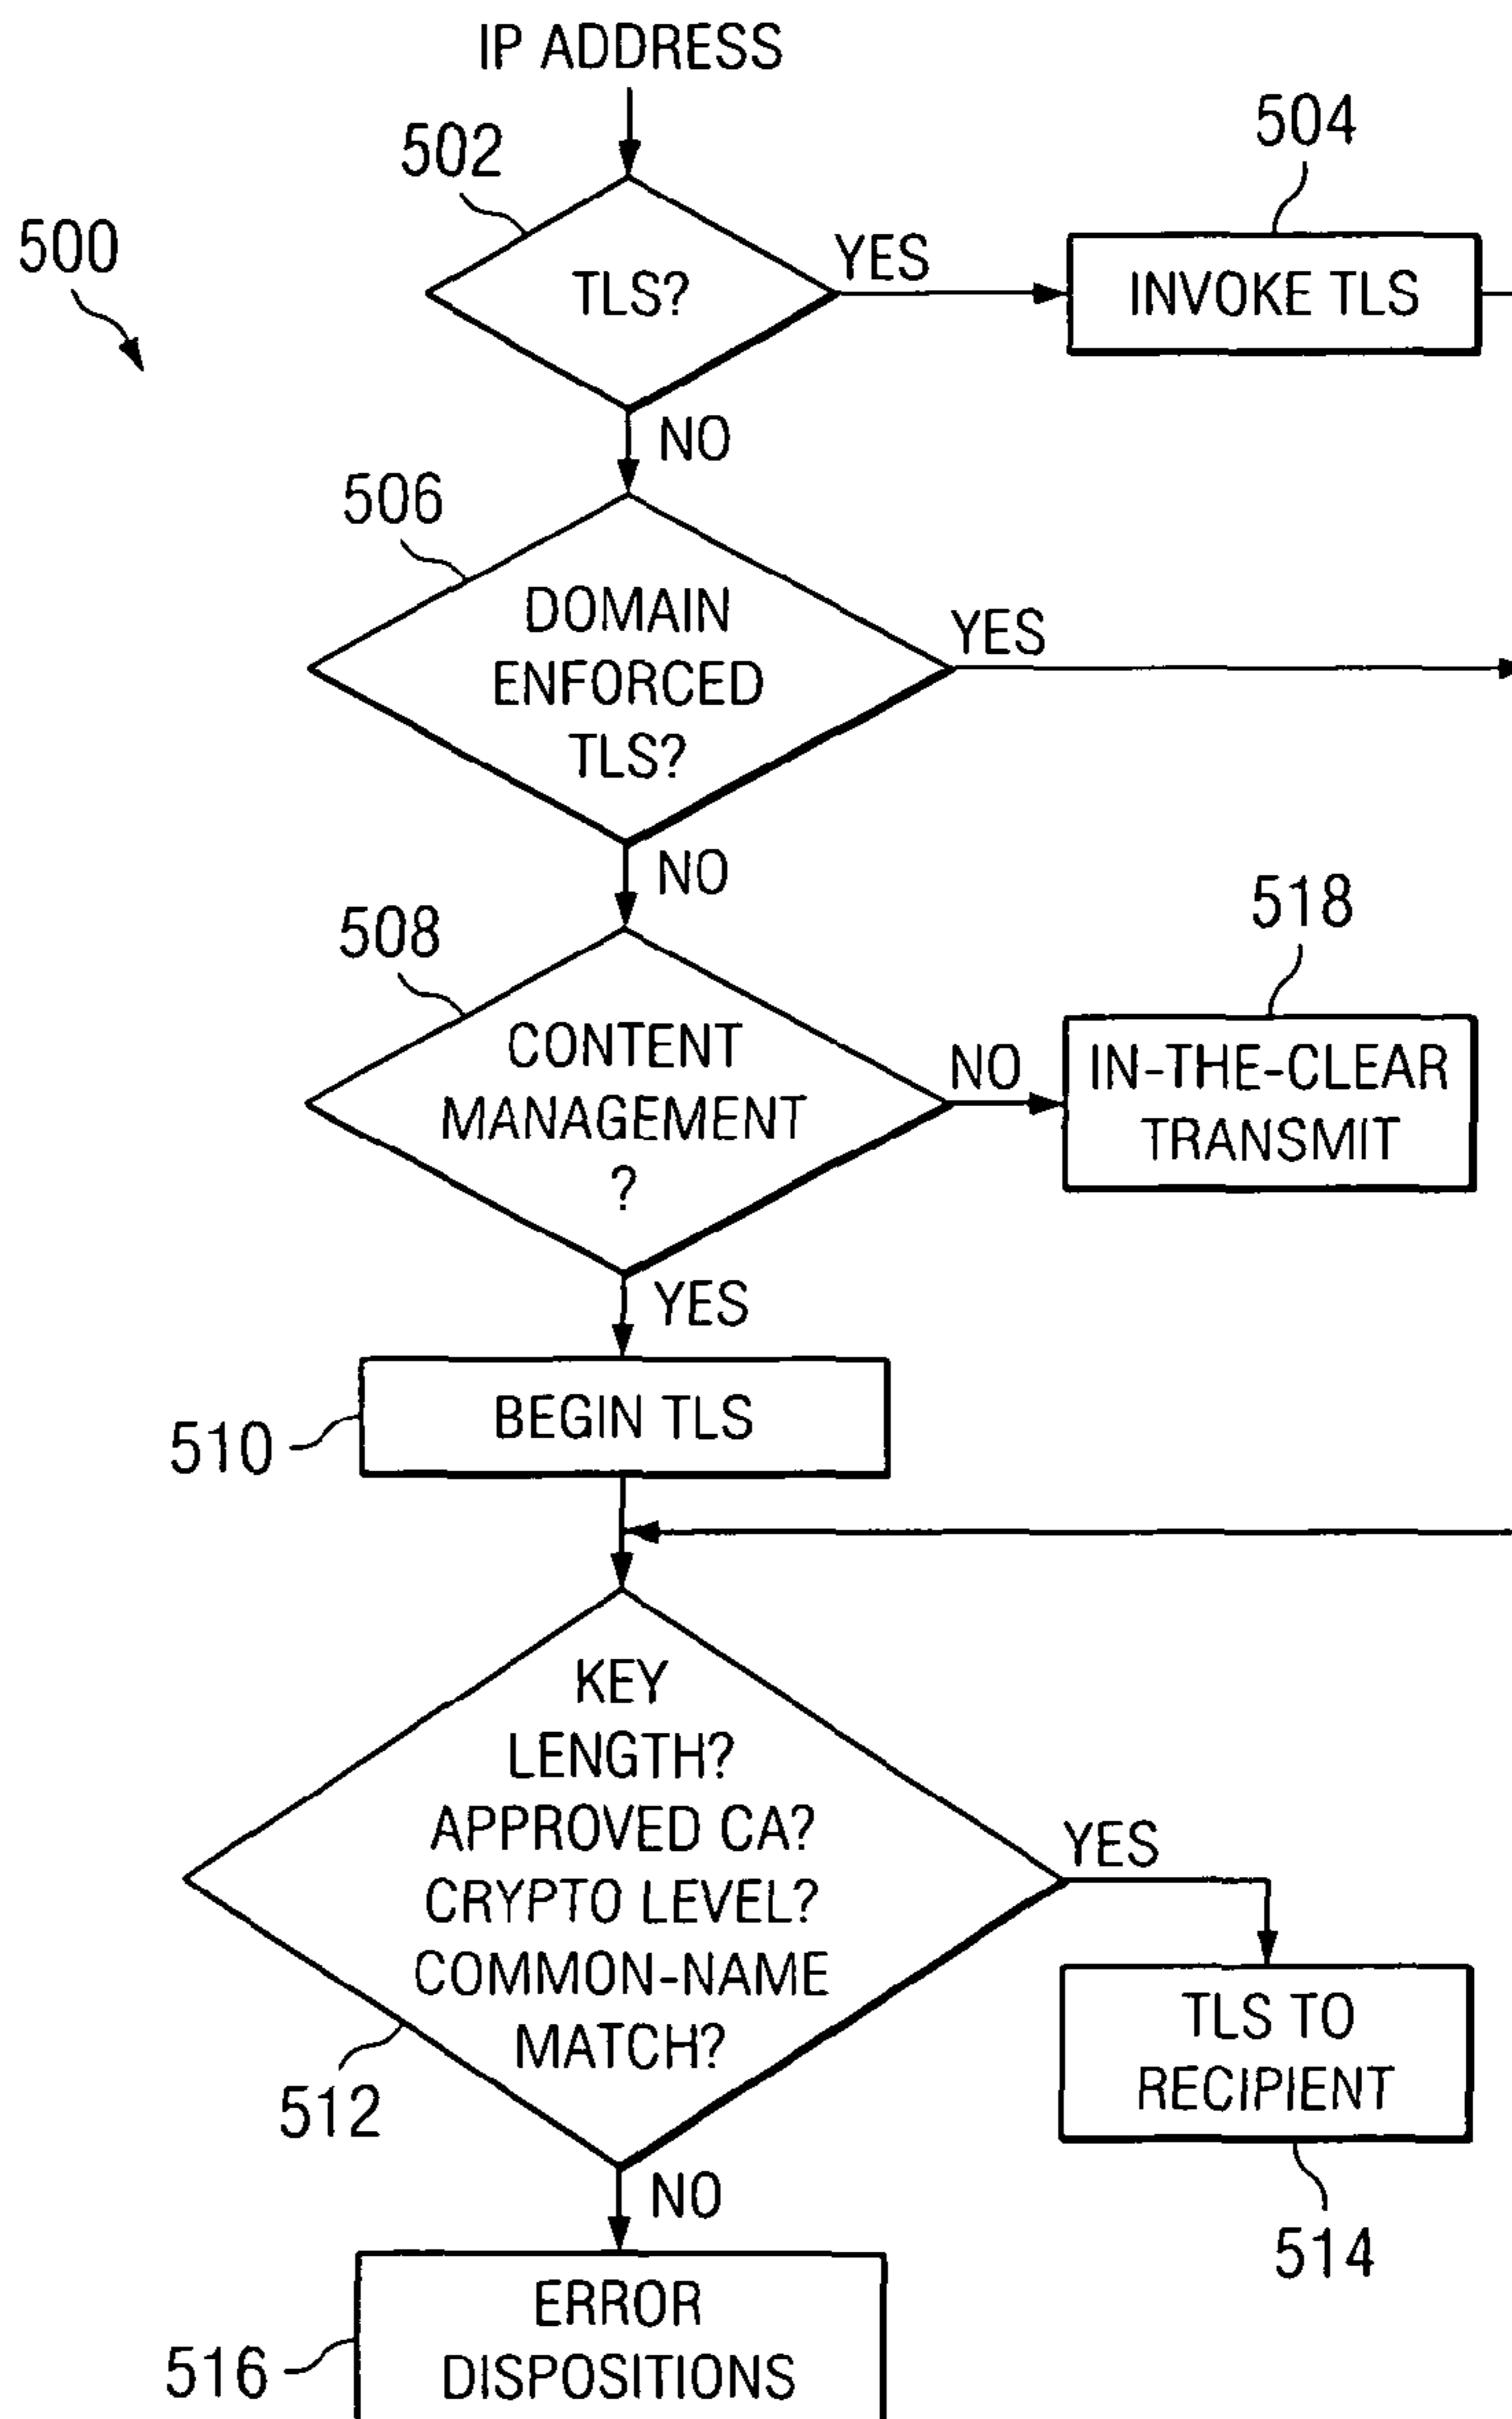 IP ADDRESS
502
504
500
TLS?
YES
INVOKE TLS
NO
506
DOMAIN
ENFORCED
TLS?
YES
NO
508
518
CONTENT
MANAGEMENT
?
NO
IN-THE-CLEAR
TRANSMIT
YES
BEGIN TLS
510
KEY
LENGTH?
APPROVED CA?
CRYPTO LEVEL?
COMMON-NAME
MATCH?
YES
512
TLS TO
RECIPIENT
NO
514
ERROR
DISPOSITIONS
516